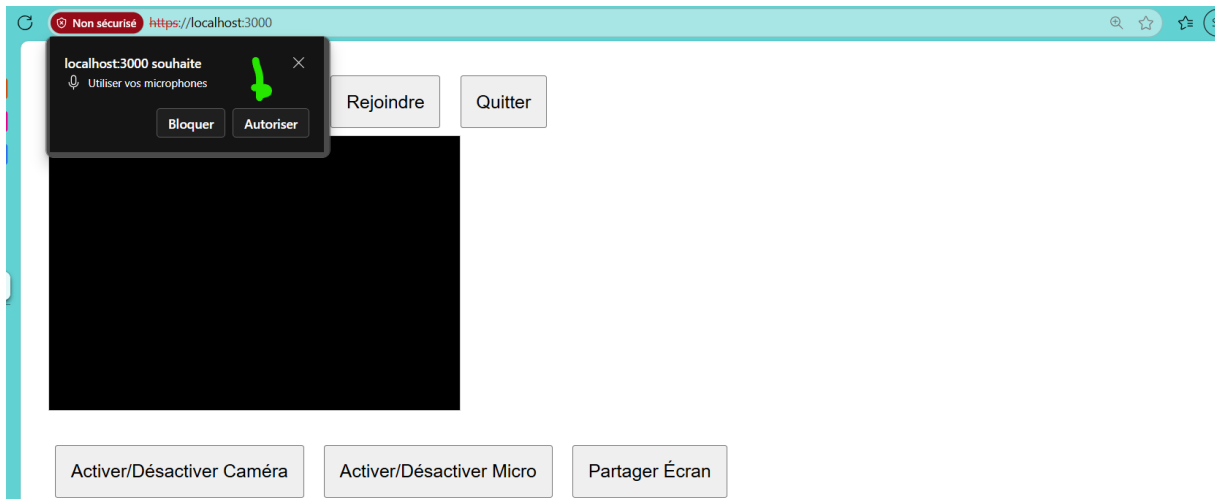 Non sécurisé https://localhost:3000
localhost:3000 souhaite
Utiliser vos microphones
Bloquer Autoriser
Rejoindre Quitter
Activer/Désactiver Caméra Activer/Désactiver Micro Partager Écran